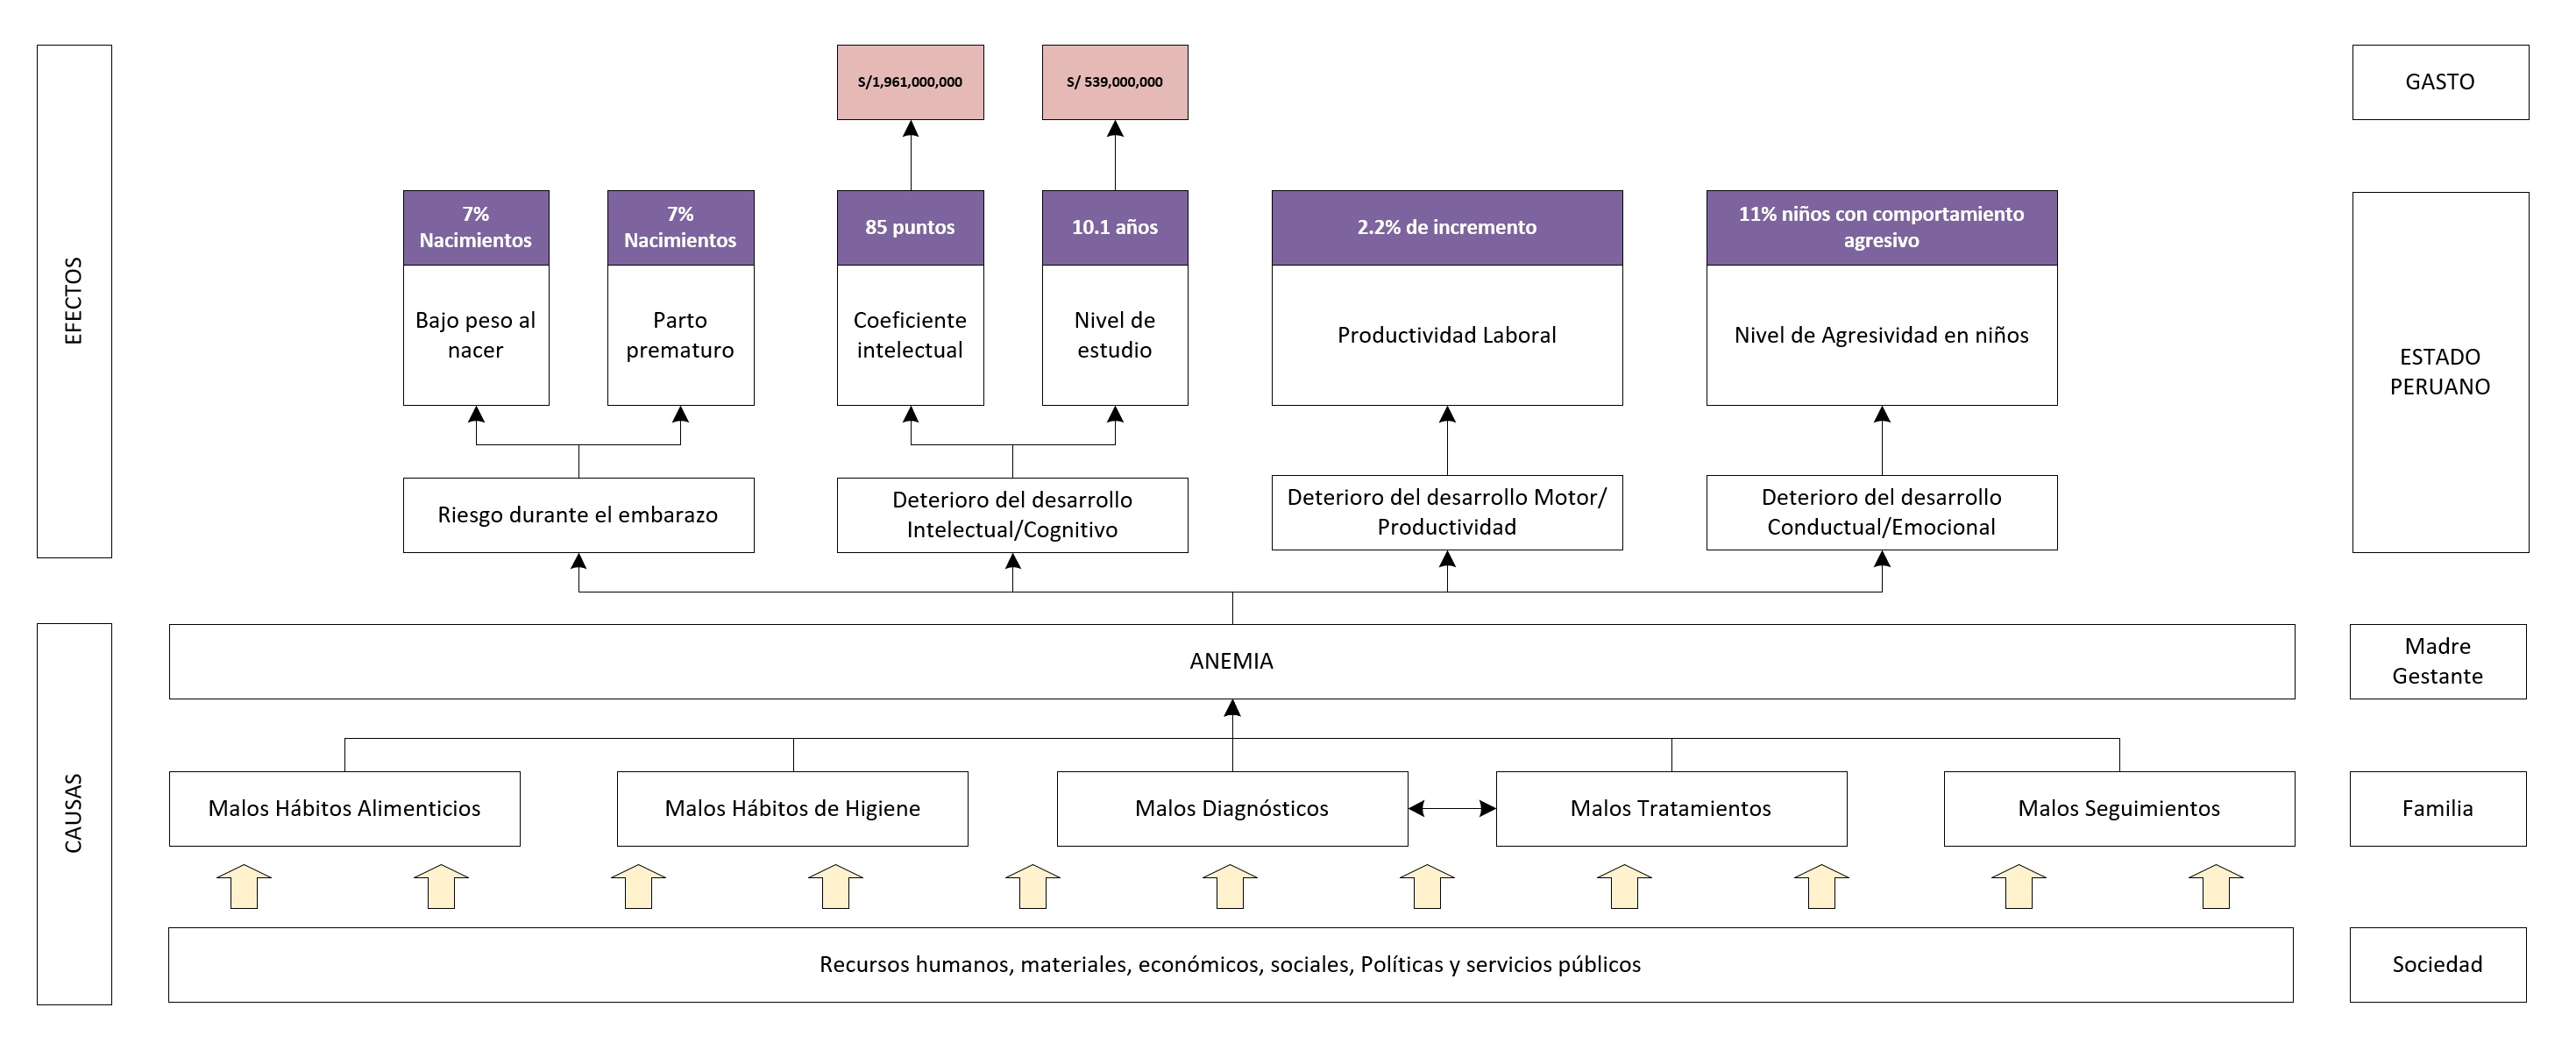 EFECTOS
S/1,961,000,000
S/ 539,000,000
GASTO
7%
Nacimientos
7%
Nacimientos
85 puntos
10.1 años
2.2% de incremento
11% niños con comportamiento
agresivo
Bajo peso al
nacer
Parto
prematuro
Coeficiente
intelectual
Nivel de
estudio
Productividad Laboral
Nivel de Agresividad en niños
ESTADO
PERUANO
Riesgo durante el embarazo
Deterioro del desarrollo
Intelectual/Cognitivo
Deterioro del desarrollo Motor/
Productividad
Deterioro del desarrollo
Conductual/Emocional
CAUSAS
ANEMIA
Madre
Gestante
Malos Hábitos Alimenticios
Malos Hábitos de Higiene
Malos Diagnósticos
Malos Tratamientos
Malos Seguimientos
Familia
Recursos humanos, materiales, económicos, sociales, Políticas y servicios públicos
Sociedad